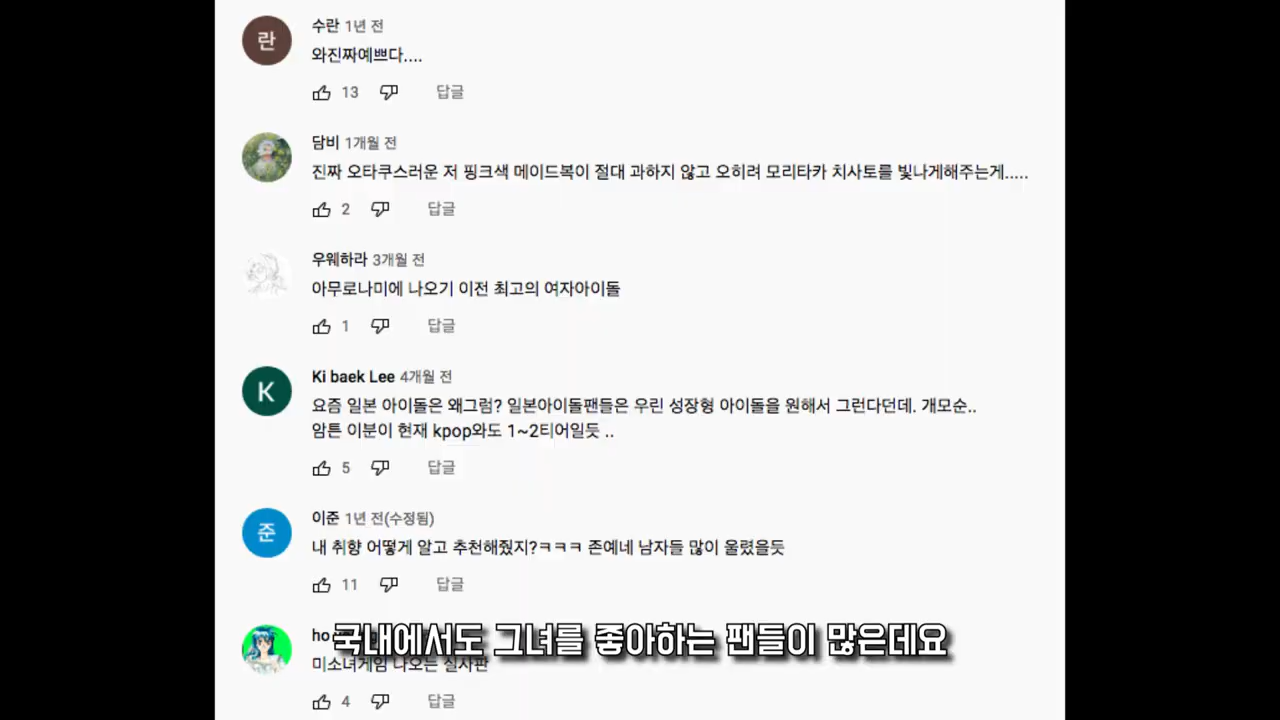 란
수란 1년 전
와진짜예쁘다....
13 답글
담비 1개월 전
진짜 오타쿠스러운 저 핑크색 메이드복이 절대 과하지 않고 오히려 모리타카 치사토를 빛나게해주는게.....
2 답글
우웨하라 3개월 전
아무로나미에 나오기 이전 최고의 여자아이돌
1 답글
K
Ki baek Lee 4개월 전
요즘 일본 아이돌은 왜그럼? 일본아이돌팬들은 우린 성장형 아이돌을 원해서 그런다던데. 개모순..
암튼 이분이 현재 kpop와도 1~2티어일듯 ..
5 답글
준
이준 1년 전(수정됨)
내 취향 어떻게 알고 추천해줬지?ㅋㅋㅋ 존예네 남자들 많이 울렸을듯
11 답글
국내에서도 그녀를 좋아하는 팬들이 많은데요
미소녀게임 나오는 실사판
4 답글